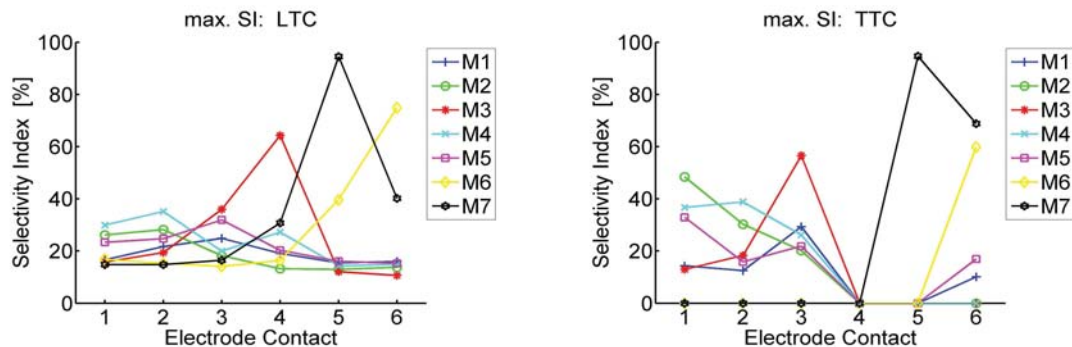 max. SI: LTC
Selectivity Index [%]
100
80
60
40
20
0
1 2 3 4 5 6
Electrode Contact
M1
M2
M3
M4
M5
M6
M7
max. SI: TTC
Selectivity Index [%]
100
80
60
40
20
0
1 2 3 4 5 6
Electrode Contact
M1
M2
M3
M4
M5
M6
M7